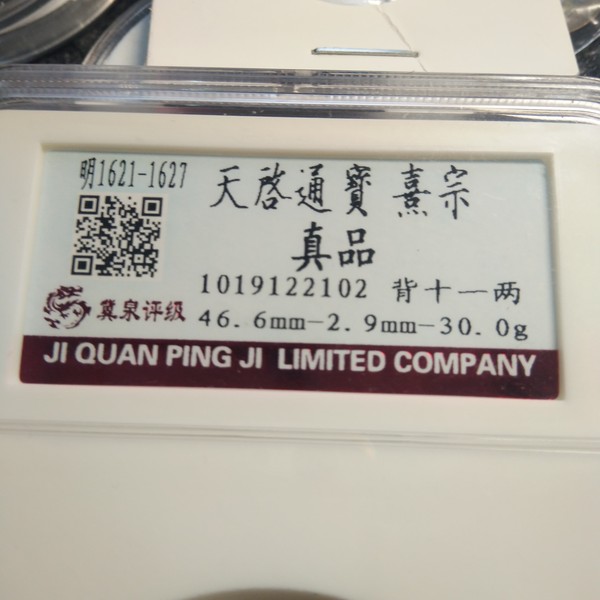 明1621-1627
天啓通寳 熹宗
真品
1019122102 背十一两
冀泉评级
46.6mm-2.9mm-30.0g
JI QUAN PING JI LIMITED COMPANY